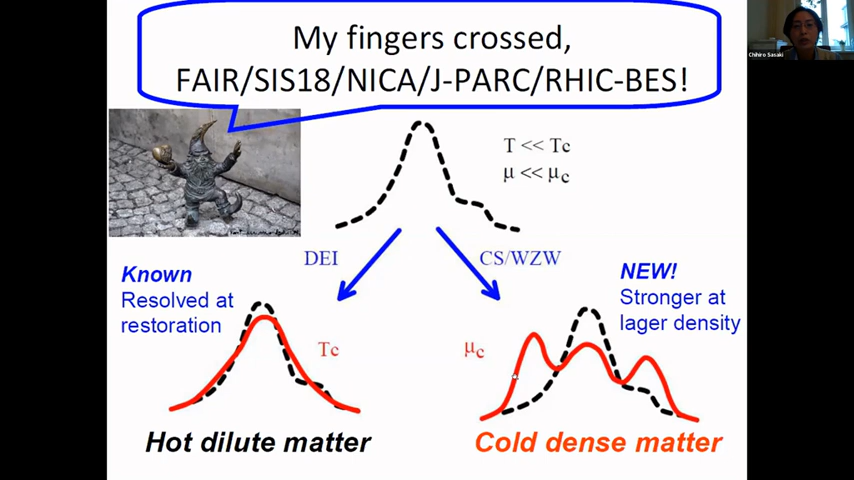 My fingers crossed,
FAIR/SIS18/NICA/J-PARC/RHIC-BES!
Chihiro Sasaki
T << Tc
μ << μc
DEI
CS/WZW
Known
Resolved at
restoration
NEW!
Stronger at
lager density
Tc
μc
Hot dilute matter
Cold dense matter